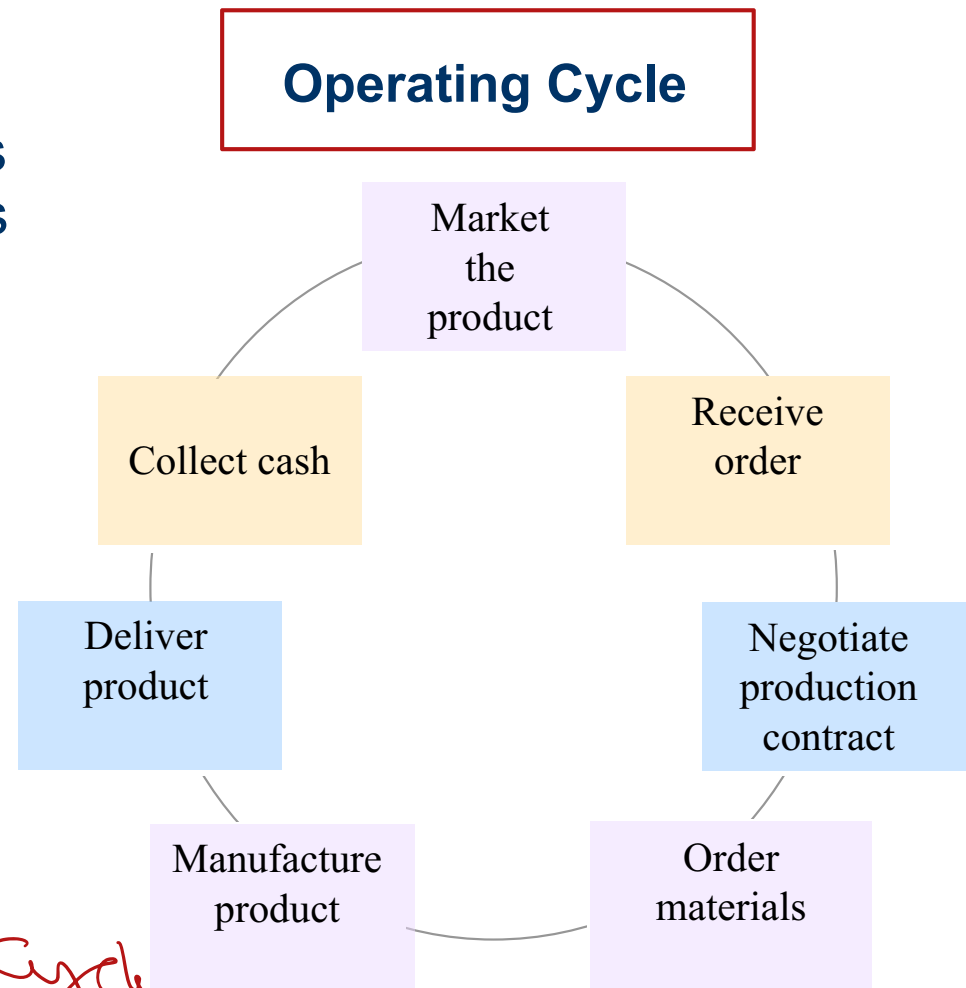 Operating Cycle
s
s
Market
the
product
Collect cash
Receive
order
Deliver
product
Negotiate
production
contract
Manufacture
product
Order
materials